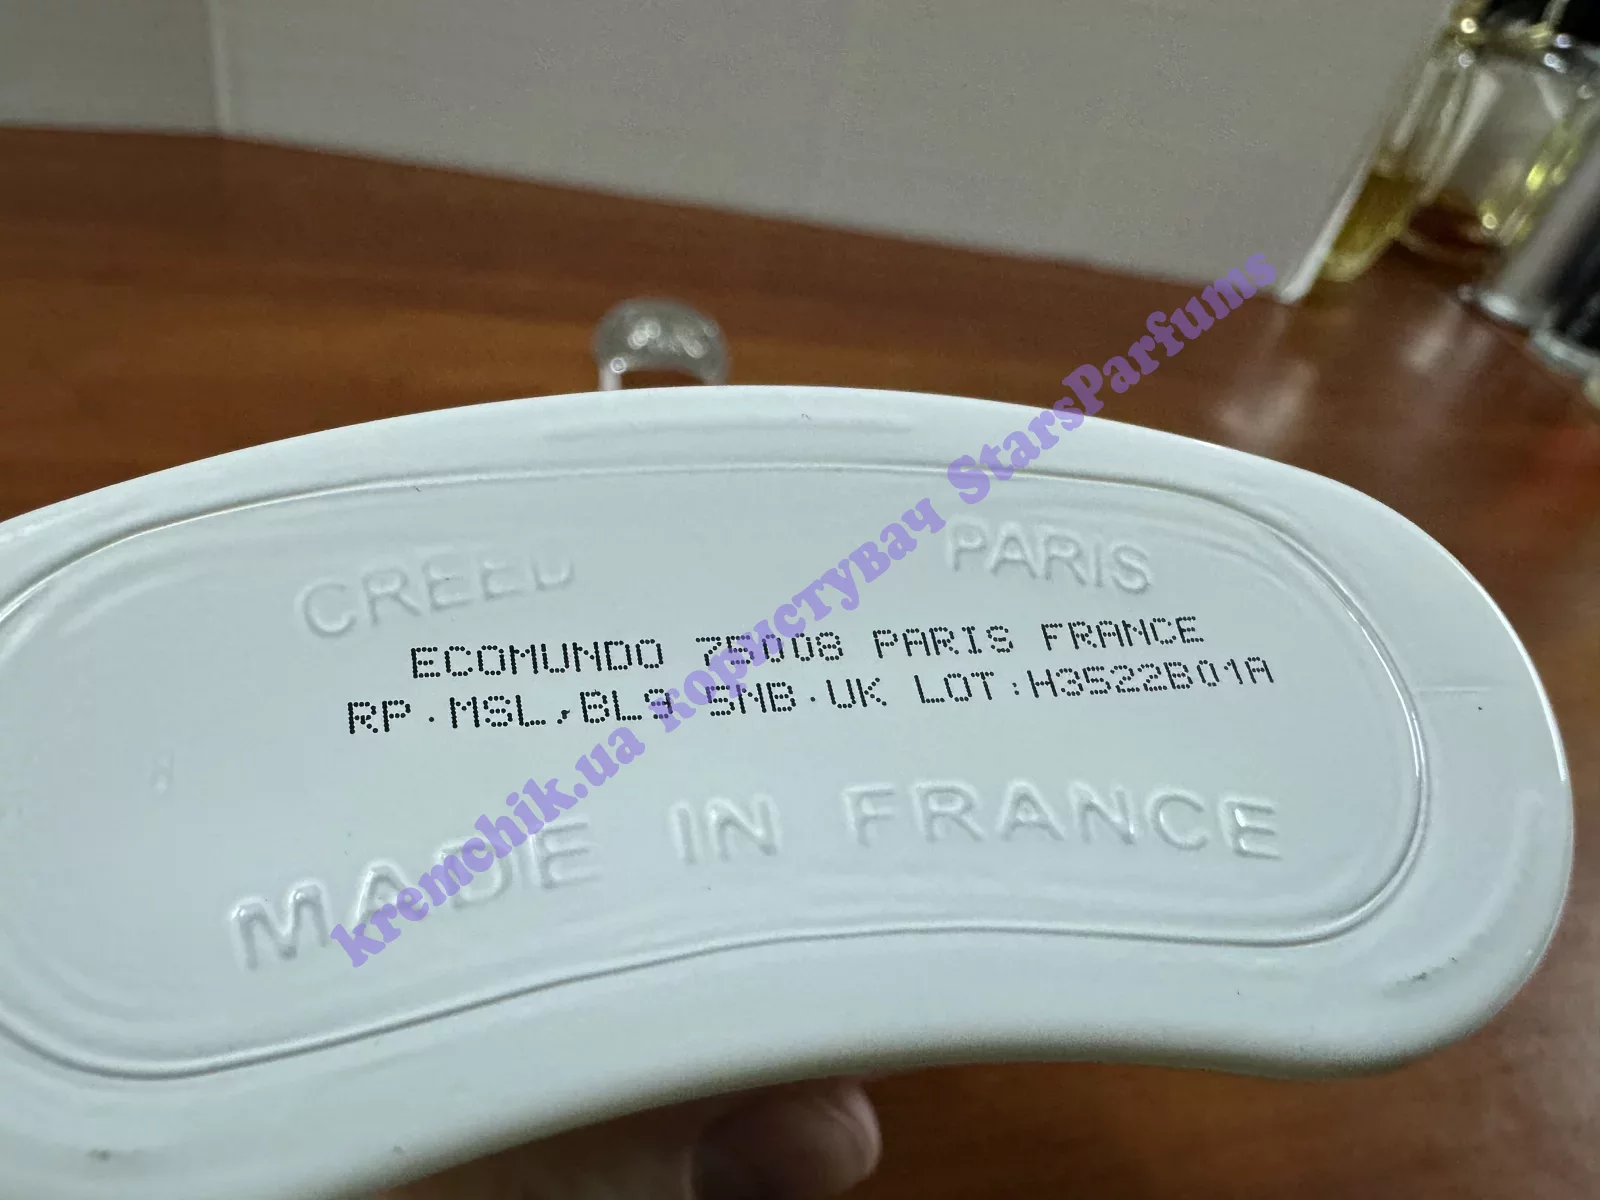 CREED PARIS
ECOMUNDO 75008 PARIS FRANCE
RP·MSL,BL9 5NB·UK LOT:H3522B01A
MADE IN FRANCE
kremchik.ua користувач StarsParfums